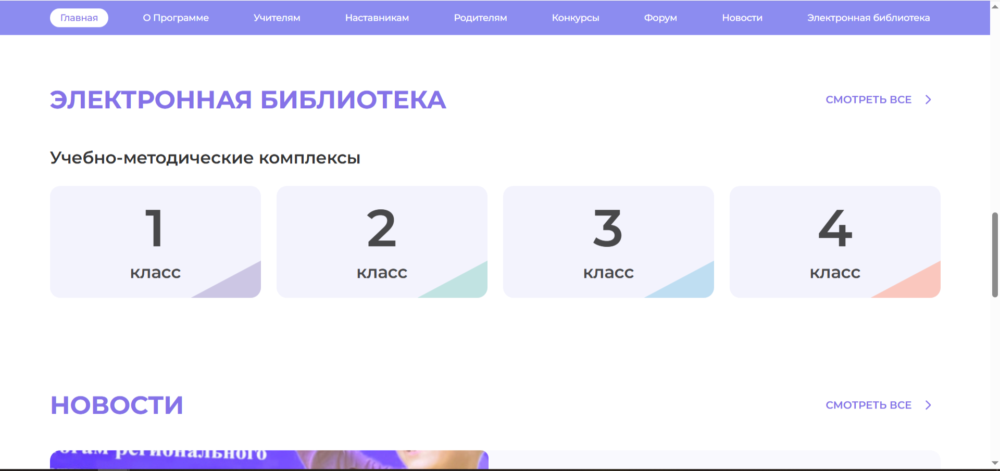 Главная О Программе Учителям Наставникам Родителям Конкурсы Форум Новости Электронная библиотека
ЭЛЕКТРОННАЯ БИБЛИОТЕКА
СМОТРЕТЬ ВСЕ
Учебно-методические комплексы
1
класс
2
класс
3
класс
4
класс
НОВОСТИ
СМОТРЕТЬ ВСЕ
регионального